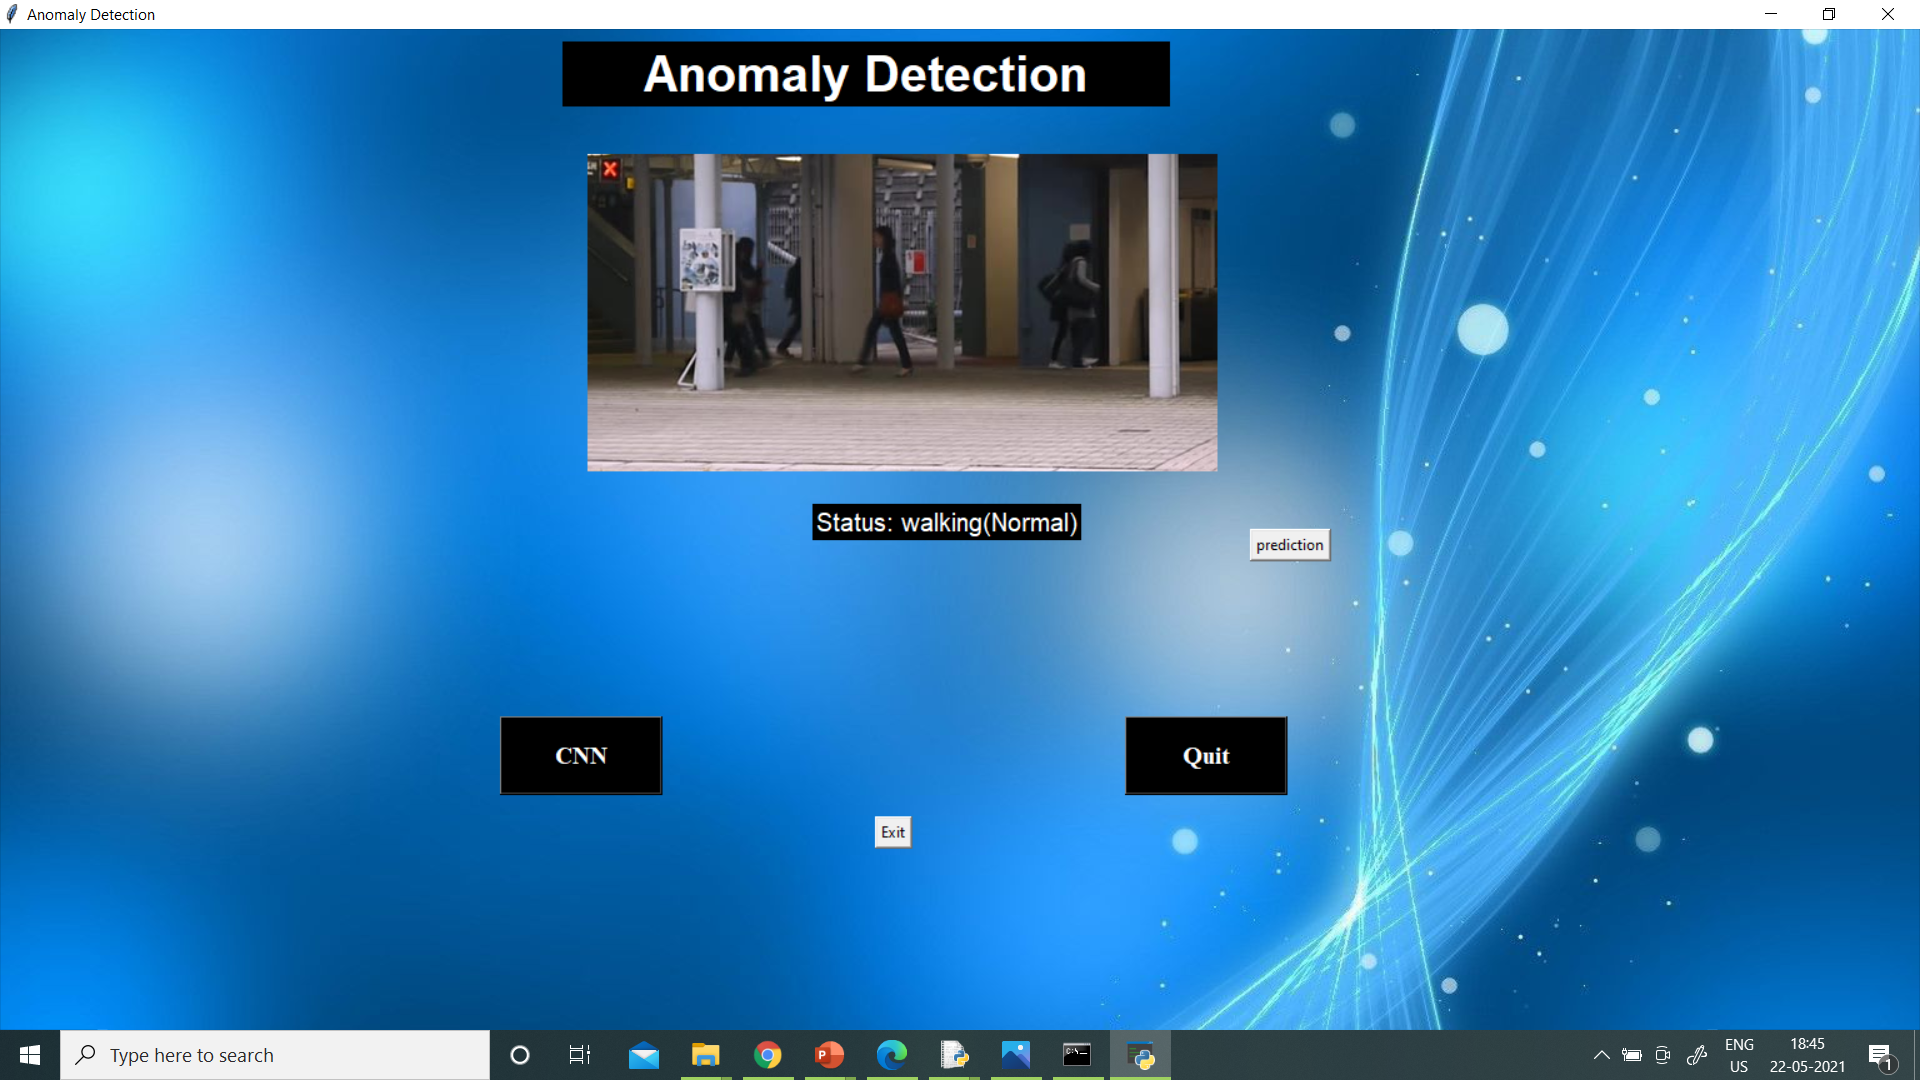 Anomaly Detection
Anomaly Detection
Status: walking(Normal)
prediction
CNN
Quit
Exit
Type here to search
ENG
US
18:45
22-05-2021
1